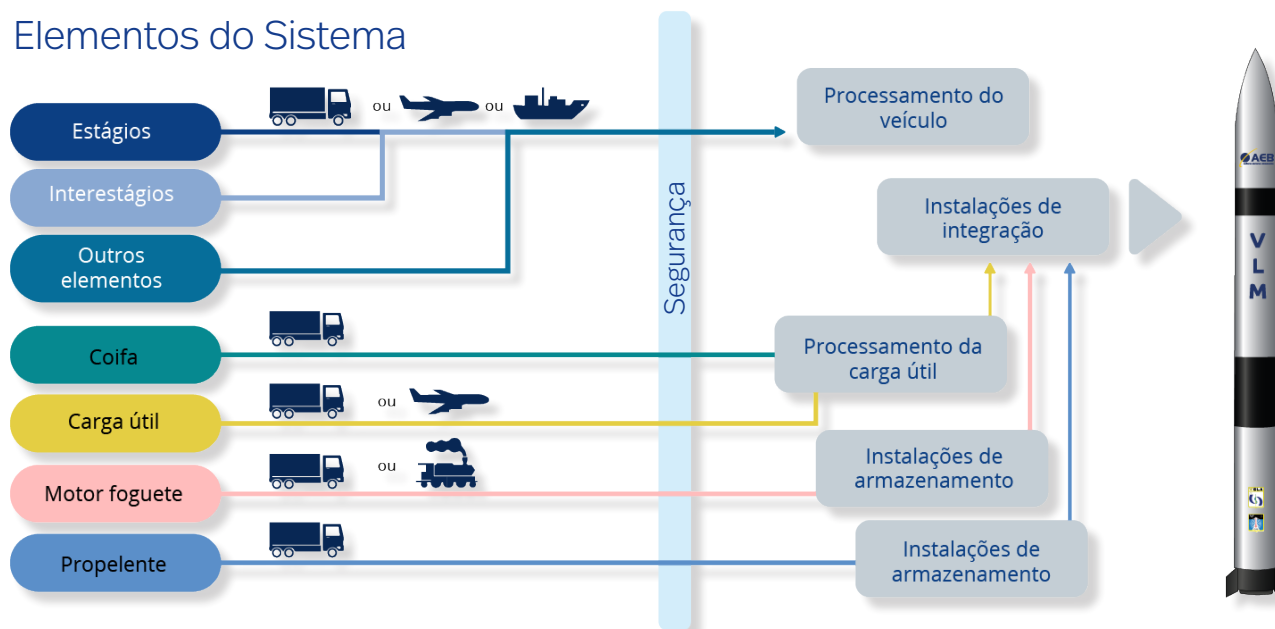 Elementos do Sistema
ou
ou
Estágios
Interestágios
Outros
elementos
Coifa
ou
Carga útil
ou
Motor foguete
Propelente
Segurança
Processamento do
veículo
Instalações de
integração
Processamento da
carga útil
Instalações de
armazenamento
Instalações de
armazenamento
AEB
V
L
M